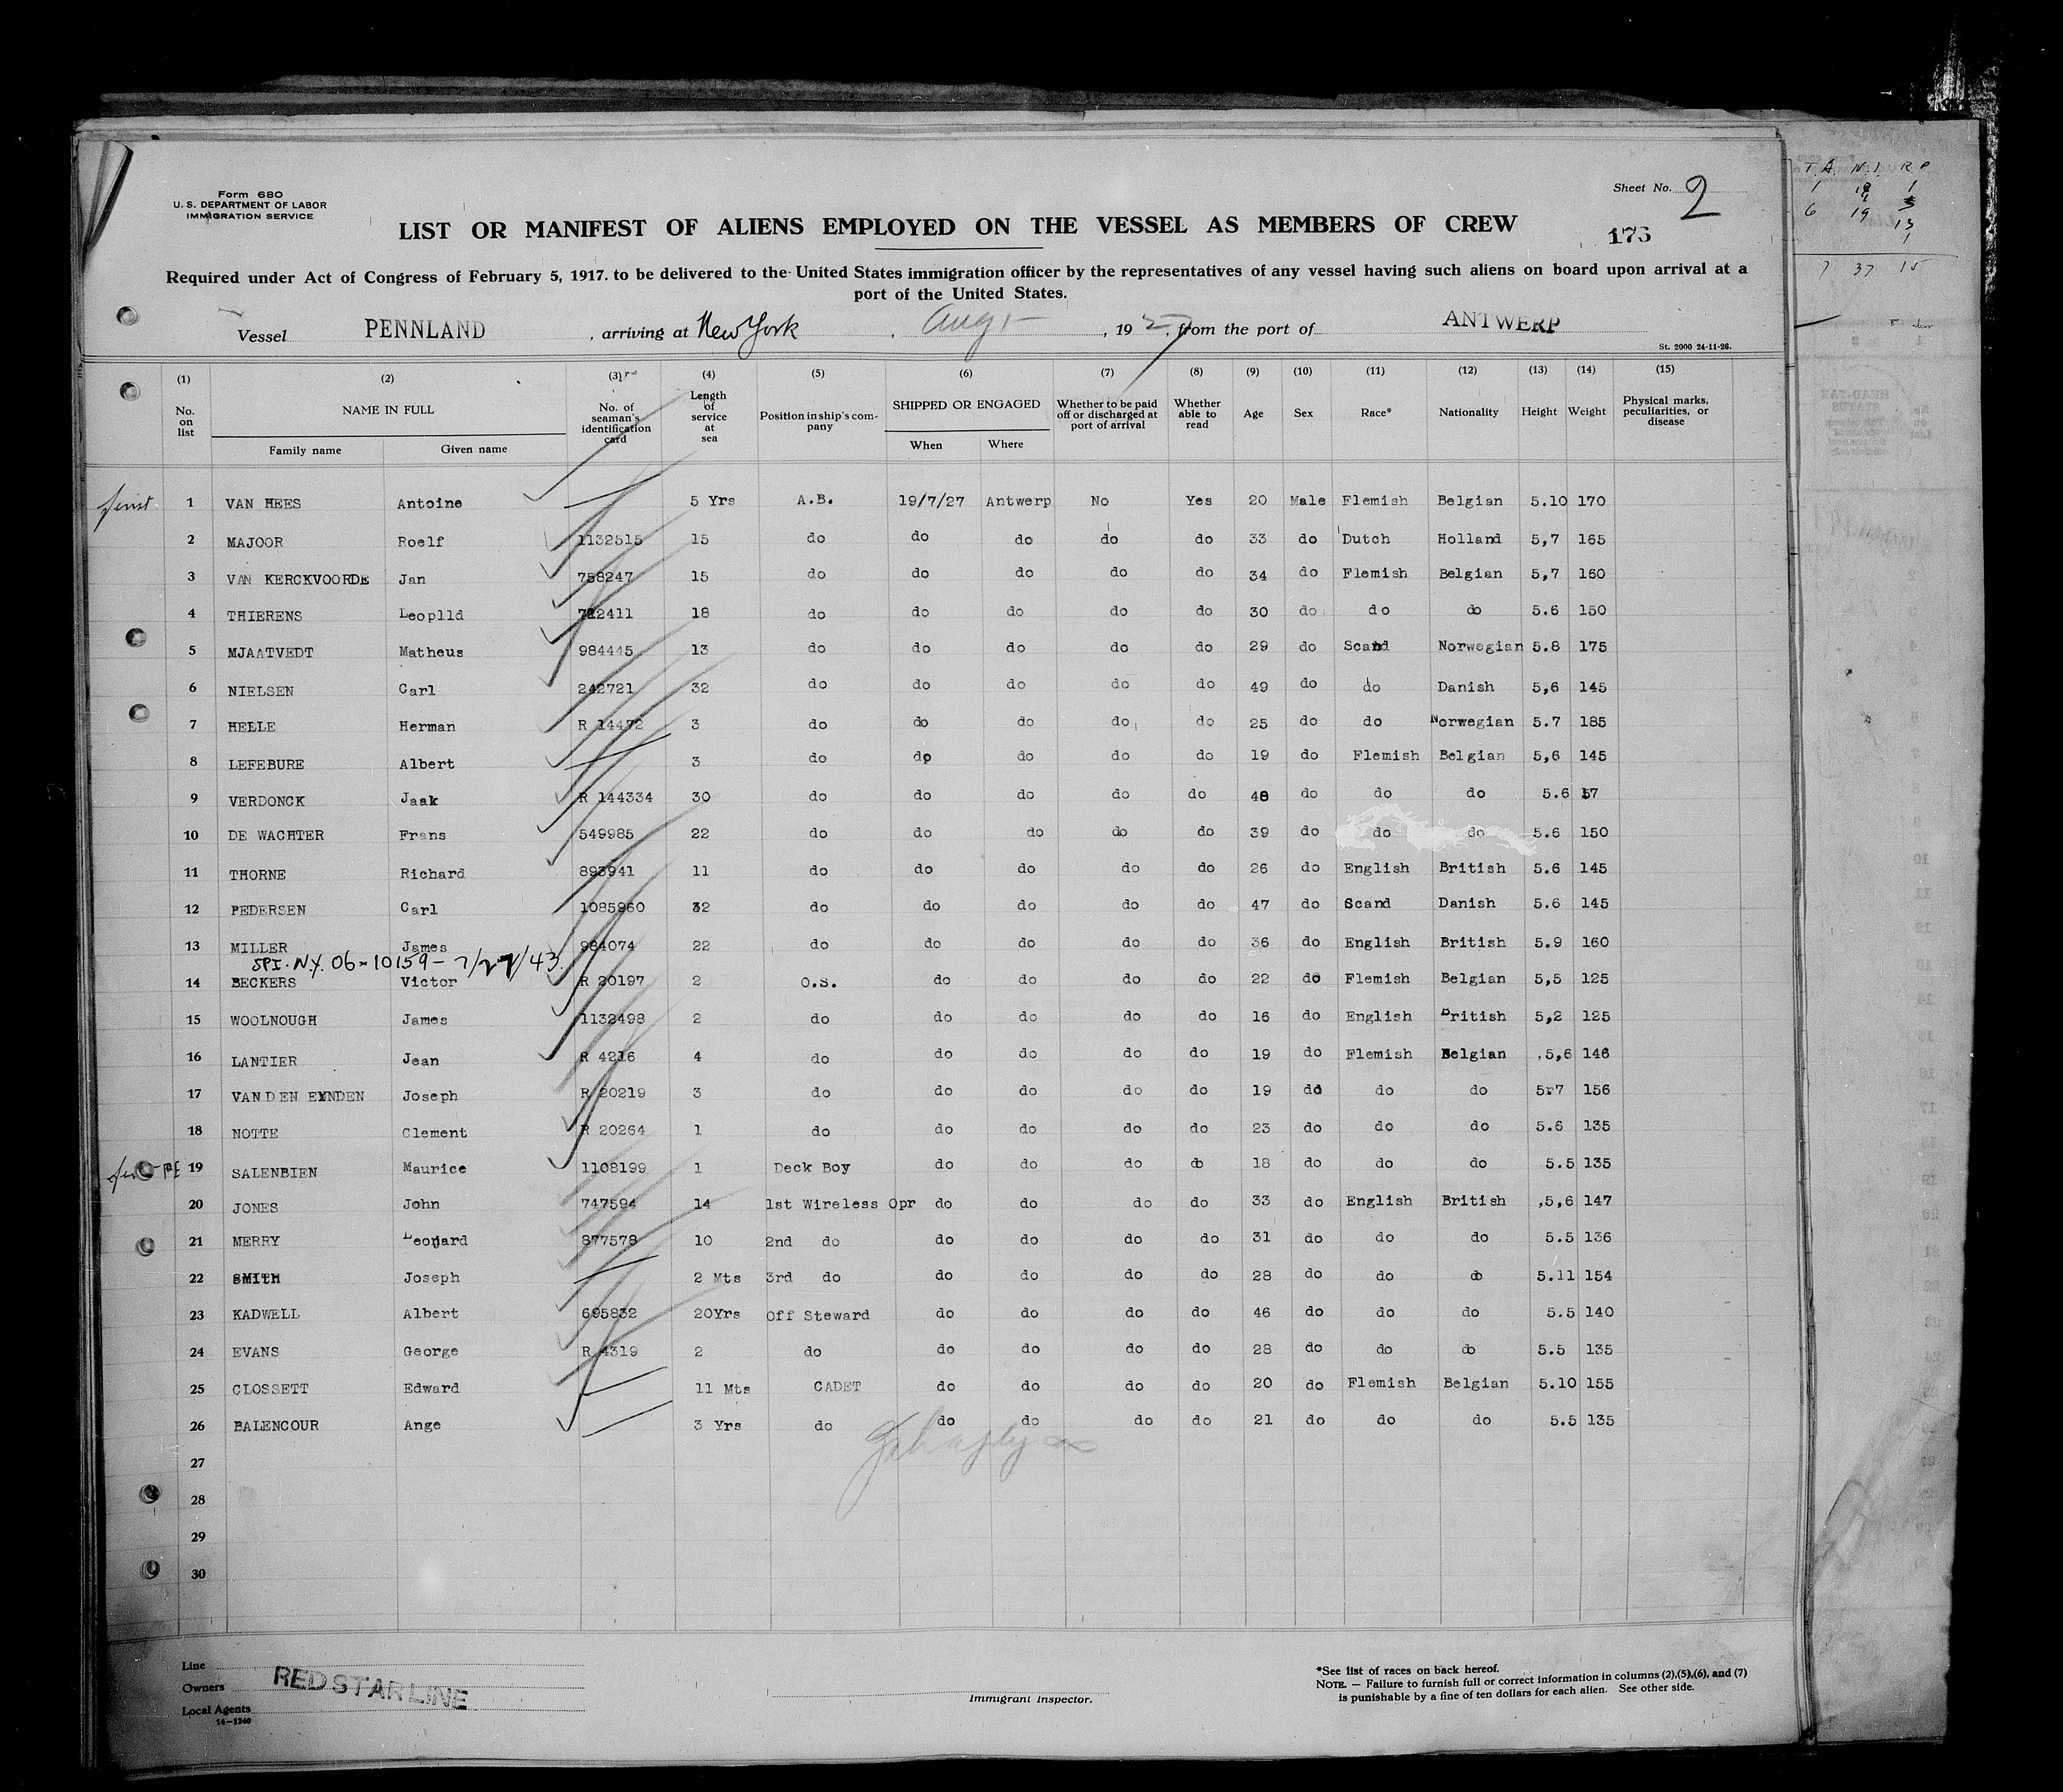 Form 680
U. S. DEPARTMENT OF LABOR
IMMIGRATION SERVICE
Sheet No. 2
LIST OR MANIFEST OF ALIENS EMPLOYED ON THE VESSEL AS MEMBERS OF CREW
173
Required under Act of Congress of February 5, 1917. to be delivered to the United States immigration officer by the representatives of any vessel having such aliens on board upon arrival at a
port of the United States.
Vessel PENNLAND , arriving at New York , Aug 1 , 1927, from the port of ANTWERP
St. 2000 24-11-26.
(1) (2) (3) (4) (5) (6) (7) (8) (9) (10) (11) (12) (13) (14) (15)
No. on list NAME IN FULL Family name Given name No. of seaman's identification card Length of service at sea Position in ship's company SHIPPED OR ENGAGED When Where Whether to be paid off or discharged at port of arrival Whether able to read Age Sex Race* Nationality Height Weight Physical marks, peculiarities, or disease
first 1 VAN HEES Antoine 5 Yrs A.B. 19/7/27 Antwerp No Yes 20 Male Flemish Belgian 5.10 170
2 MAJOOR Roelf 1132515 15 do do do do do 33 do Dutch Holland 5,7 165
3 VAN KERCKVOORDE Jan 758247 15 do do do do do 34 do Flemish Belgian 5,7 160
4 THIERENS Leoplld 2411 18 do do do do do 30 do do do 5.6 150
5 MJAATVEDT Matheus 984445 13 do do do do do 29 do Scand Norwegian 5.8 175
6 NIELSEN Carl 242721 32 do do do do do 49 do do Danish 5,6 145
7 HELLE Herman R 14472 3 do do do do do 25 do do Norwegian 5.7 185
8 LEFEBURE Albert 3 do do do do do 19 do Flemish Belgian 5,6 145
9 VERDONCK Jaak R 144334 30 do do do do do 48 do do do 5.6 57
10 DE WACHTER Frans 549985 22 do do do do do 39 do do do 5.6 150
11 THORNE Richard 893941 11 do do do do do 26 do English British 5.6 145
12 PEDERSEN Carl 1085960 32 do do do do do 47 do Scand Danish 5.6 145
13 MILLER James 984074 22 do do do do do 36 do English British 5.9 160
SPI. N.Y. 06-10159- 7/27/43.
14 BECKERS Victor R 20197 2 O.S. do do do do 22 do Flemish Belgian 5,5 125
15 WOOLNOUGH James 1132498 2 do do do do do 16 do English British 5,2 125
16 LANTIER Jean R 4216 4 do do do do do 19 do Flemish Belgian .5,6 146
17 VAN DEN EYNDEN Joseph R 20219 3 do do do do do 19 do do do 5r7 156
18 NOTTE Clement R 20264 1 do do do do do 23 do do do 5.6 135
PE 19 SALENBIEN Maurice 1108199 1 Deck Boy do do do do 18 do do do 5.5 135
20 JONES John 747594 14 1st Wireless Opr do do do do 33 do English British ,5,6 147
21 MERRY Leonard 877578 10 2nd do do do do do 31 do do do 5.5 136
22 SMITH Joseph 2 Mts 3rd do do do do do 28 do do do 5.11 154
23 KADWELL Albert 695832 20Yrs Off Steward do do do do 46 do do do 5.5 140
24 EVANS George R 4319 2 do do do do do 28 do do do 5.5 135
25 CLOSSETT Edward 11 Mts CADET do do do do 20 do Flemish Belgian 5.10 155
26 BALENCOUR Ange 3 Yrs do do do do do 21 do do do 5.5 135
27
28
29
30
Line
Owners RED STAR LINE
Local Agents
14—1240
Immigrant Inspector.
*See list of races on back hereof.
NOTE. — Failure to furnish full or correct information in columns (2),(5),(6), and (7)
is punishable by a fine of ten dollars for each alien. See other side.
T.A. N.I. R P
7 37 15